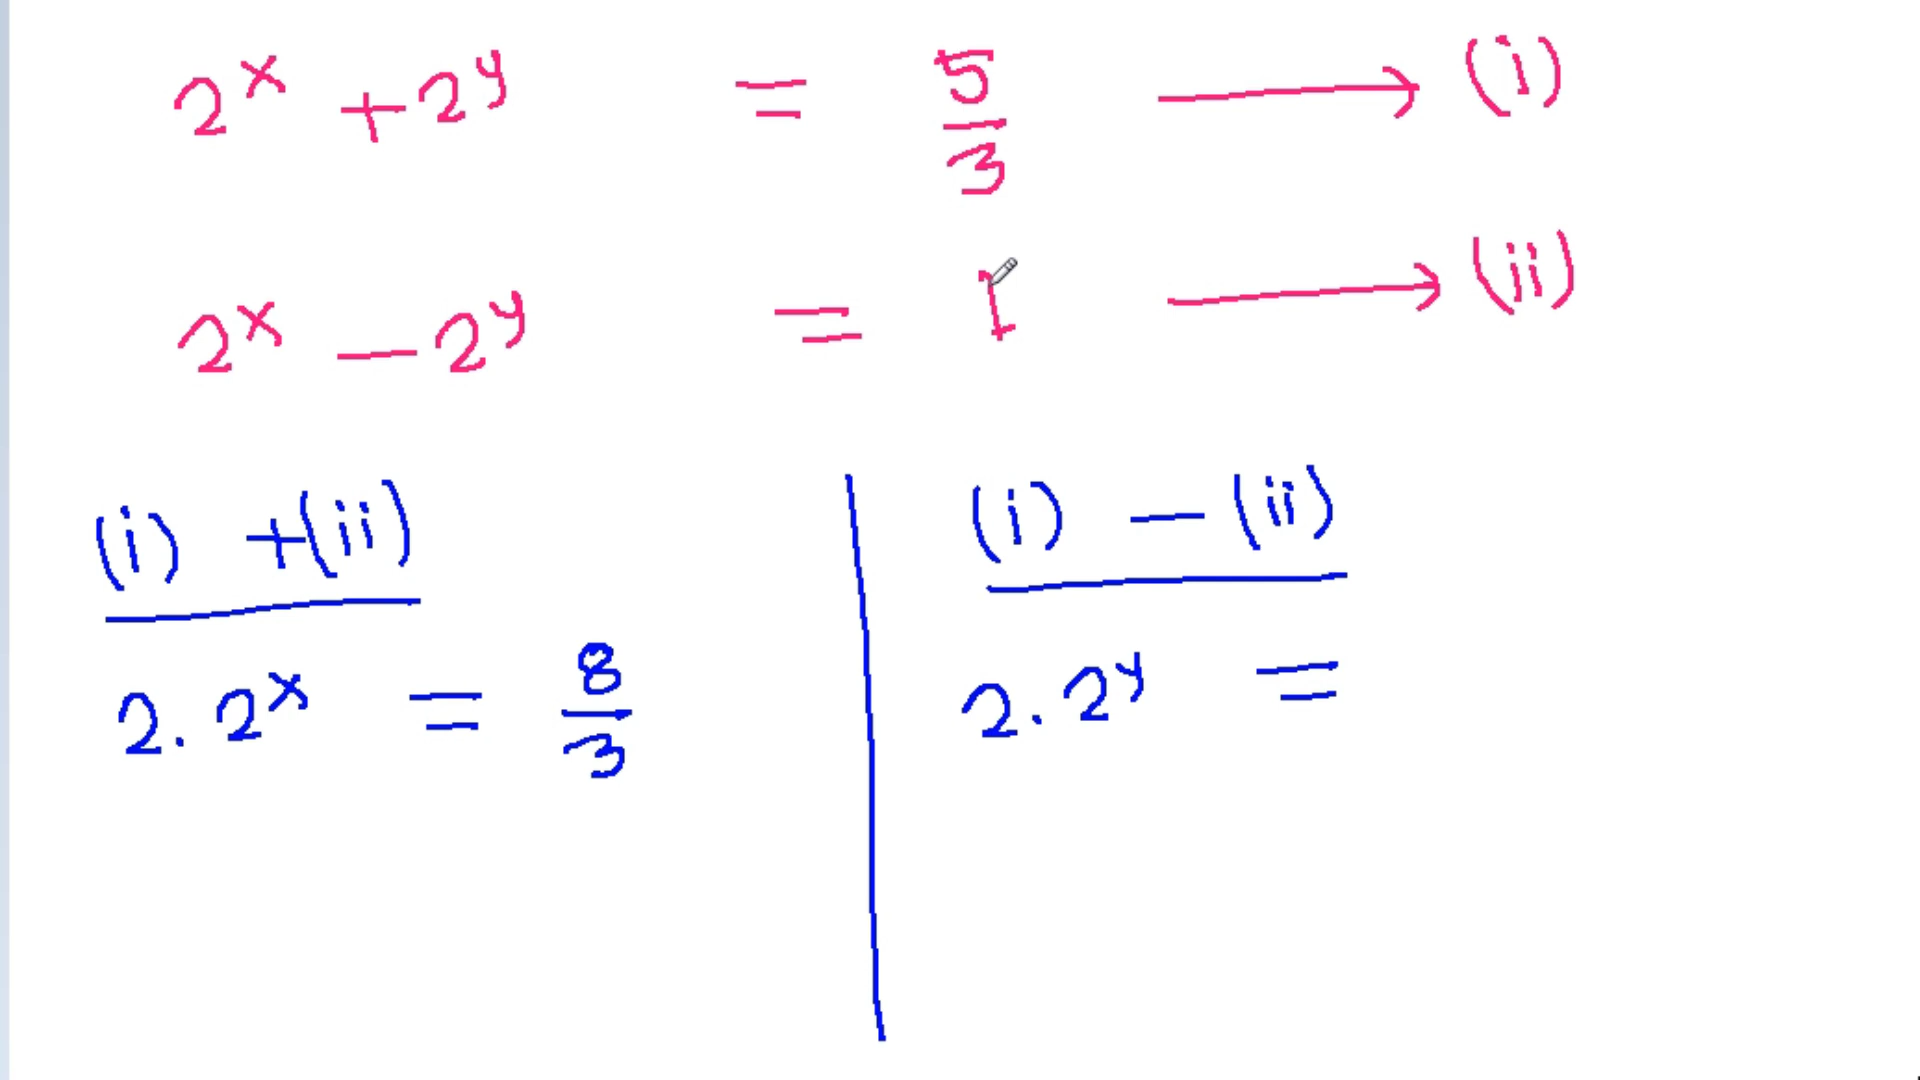 2^x + 2^y = 5/3 → (i)
2^x − 2^y = 1 → (ii)
(i) + (ii)
2. 2^x = 8/3
(i) − (ii)
2. 2^y =